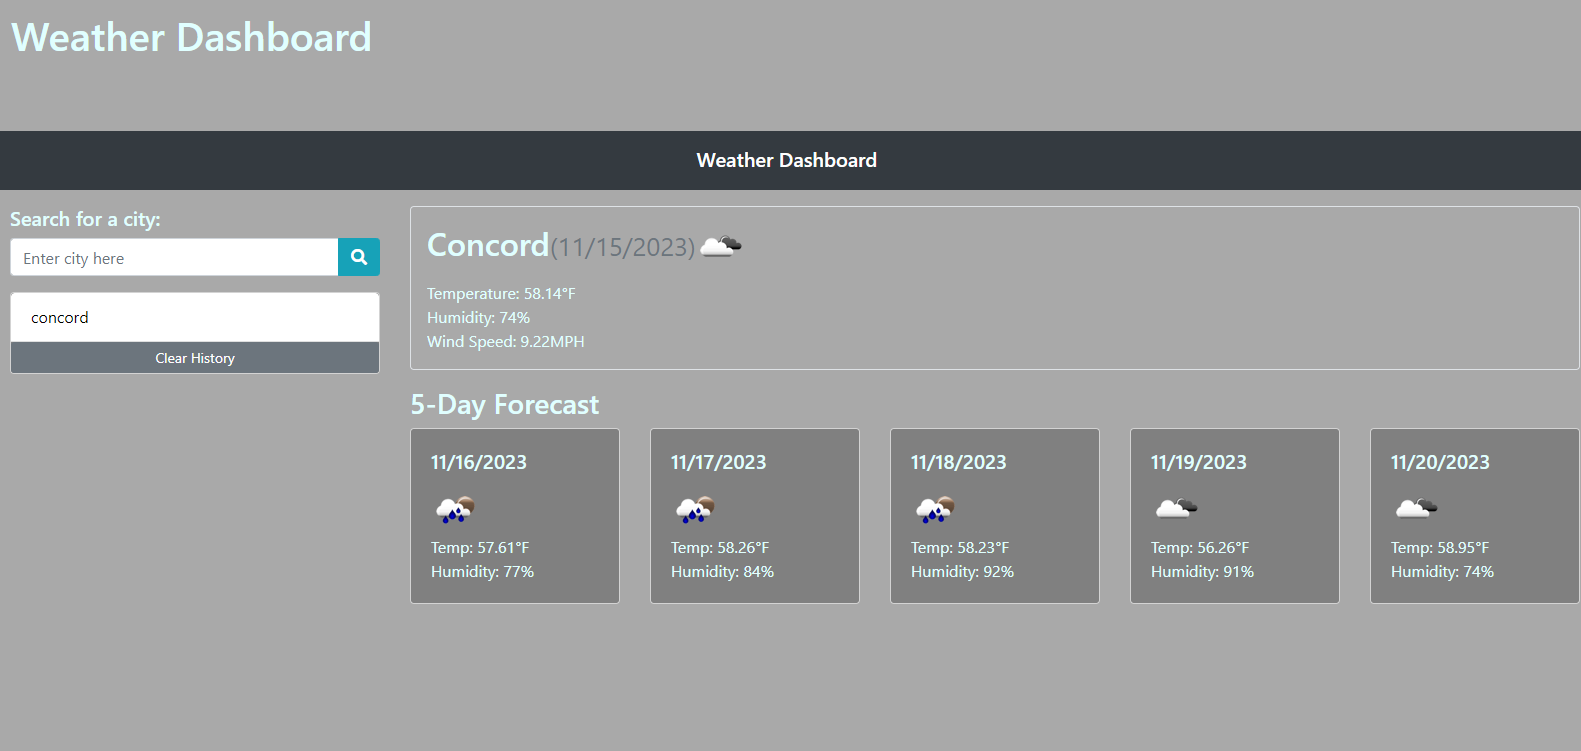 Weather Dashboard
Weather Dashboard
Search for a city:
Enter city here
concord
Clear History
Concord(11/15/2023)
Temperature: 58.14°F
Humidity: 74%
Wind Speed: 9.22MPH
5-Day Forecast
11/16/2023
Temp: 57.61°F
Humidity: 77%
11/17/2023
Temp: 58.26°F
Humidity: 84%
11/18/2023
Temp: 58.23°F
Humidity: 92%
11/19/2023
Temp: 56.26°F
Humidity: 91%
11/20/2023
Temp: 58.95°F
Humidity: 74%